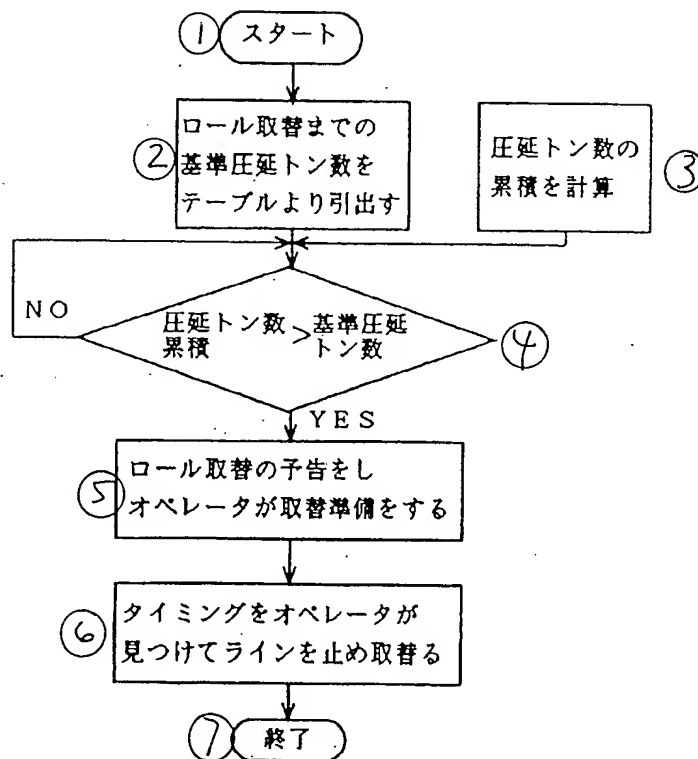 ① スタート
② ロール取替までの
基準圧延トン数を
テーブルより引出す
圧延トン数の
累積を計算
③
NO
圧延トン数
累積
>
基準圧延
トン数
④
YES
⑤ ロール取替の予告をし
オペレータが取替準備をする
⑥ タイミングをオペレータが
見つけてラインを止め取替る
⑦ 終了